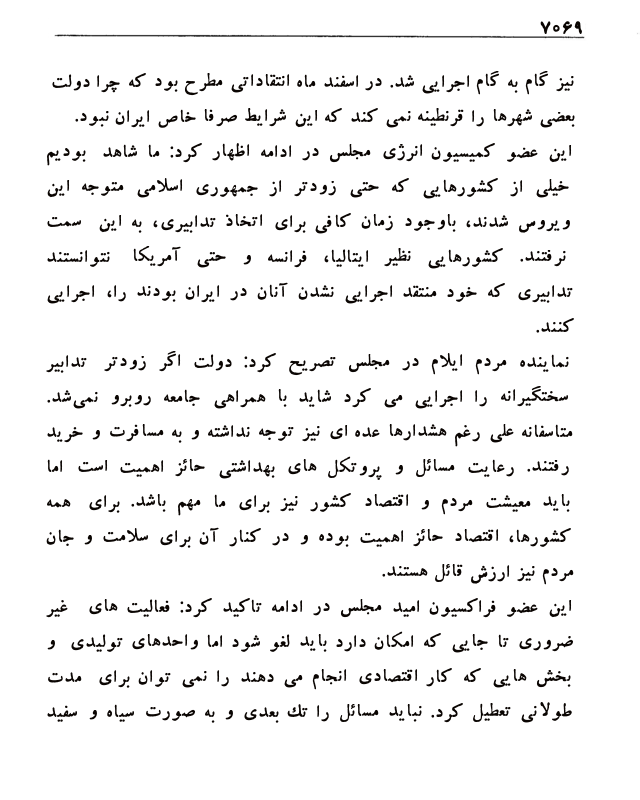 ۷۰۶۹
نیز گام به گام اجرایی شد. در اسفند ماه انتقاداتی مطرح بود که چرا دولت
بعضی شهرها را قرنطینه نمی کند که این شرایط صرفا خاص ایران نبود.
این عضو کمیسیون انرژی مجلس در ادامه اظهار کرد: ما شاهد بودیم
خیلی از کشورهایی که حتی زودتر از جمهوری اسلامی متوجه این
ویروس شدند، باوجود زمان کافی برای اتخاذ تدابیری، به این سمت
نرفتند. کشورهایی نظیر ایتالیا، فرانسه و حتی آمریکا نتوانستند
تدابیری که خود منتقد اجرایی نشدن آنان در ایران بودند را، اجرایی
کنند.
نماینده مردم ایلام در مجلس تصریح کرد: دولت اگر زودتر تدابیر
سختگیرانه را اجرایی می کرد شاید با همراهی جامعه روبرو نمی‌شد.
متاسفانه علی رغم هشدارها عده ای نیز توجه نداشته و به مسافرت و خرید
رفتند. رعایت مسائل و پروتکل های بهداشتی حائز اهمیت است اما
باید معیشت مردم و اقتصاد کشور نیز برای ما مهم باشد. برای همه
کشورها، اقتصاد حائز اهمیت بوده و در کنار آن برای سلامت و جان
مردم نیز ارزش قائل هستند.
این عضو فراکسیون امید مجلس در ادامه تاکید کرد: فعالیت های غیر
ضروری تا جایی که امکان دارد باید لغو شود اما واحدهای تولیدی و
بخش هایی که کار اقتصادی انجام می دهند را نمی توان برای مدت
طولانی تعطیل کرد. نباید مسائل را تك بعدی و به صورت سیاه و سفید